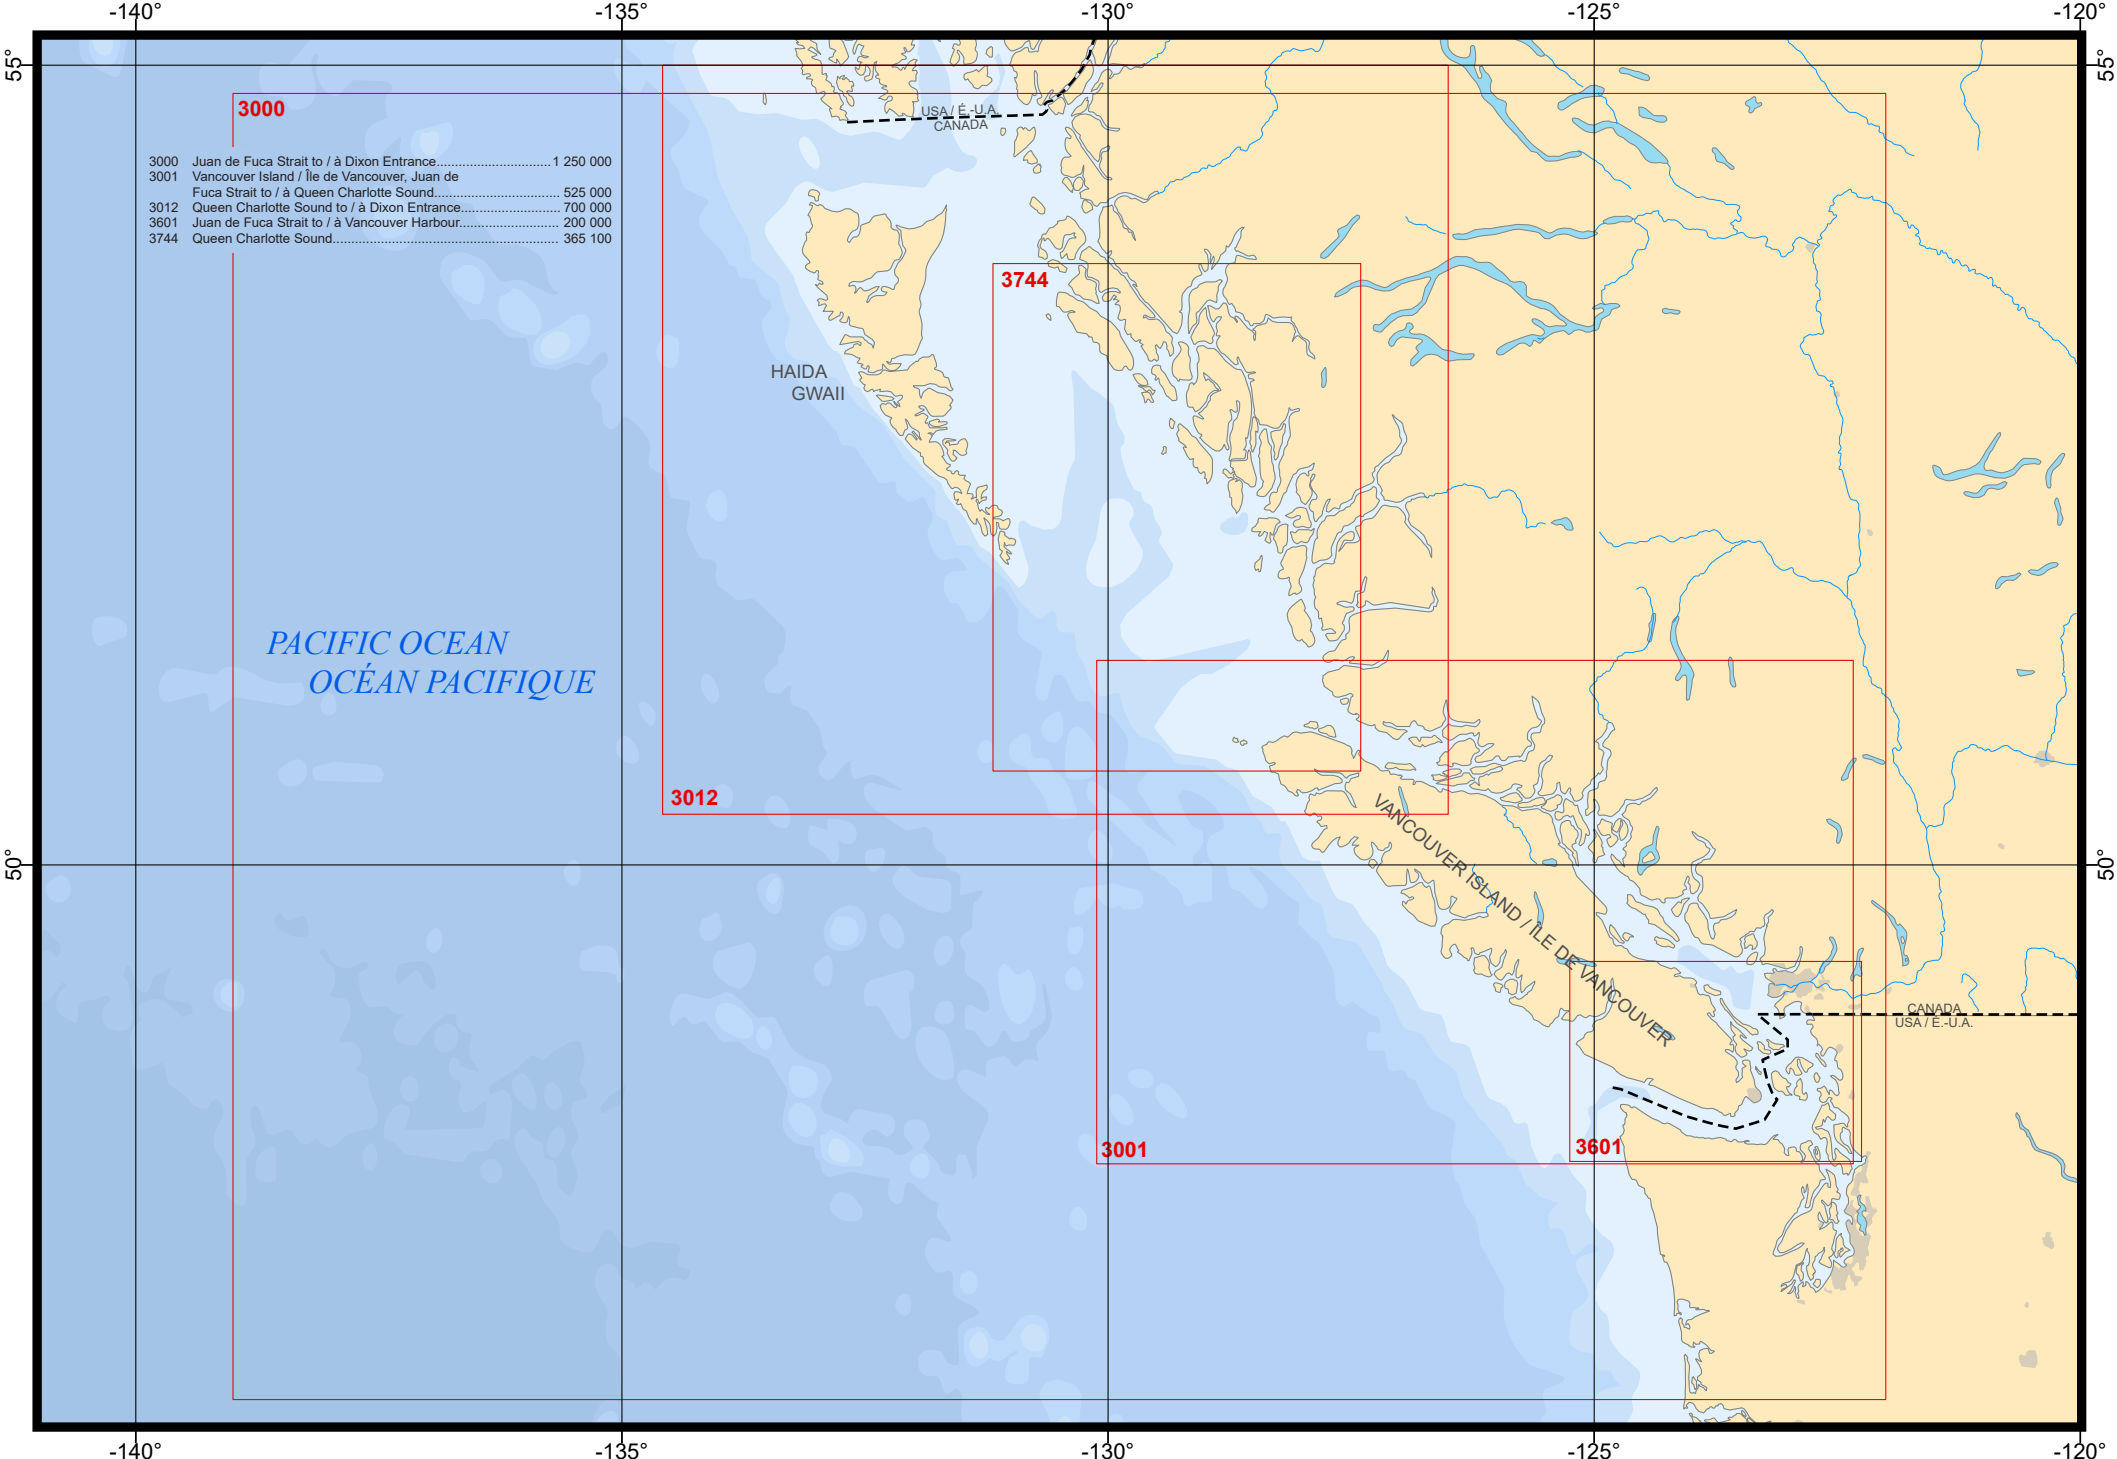 -140° -135° -130° -125° -120°
55° 55°
3000
USA / É.-U.A.
CANADA
3000 Juan de Fuca Strait to / à Dixon Entrance..............................1 250 000
3001 Vancouver Island / Île de Vancouver, Juan de
Fuca Strait to / à Queen Charlotte Sound................................. 525 000
3012 Queen Charlotte Sound to / à Dixon Entrance.......................... 700 000
3601 Juan de Fuca Strait to / à Vancouver Harbour.......................... 200 000
3744 Queen Charlotte Sound.......................................................... 365 100
3744
HAIDA
GWAII
PACIFIC OCEAN
OCÉAN PACIFIQUE
3012
VANCOUVER ISLAND / ÎLE DE VANCOUVER
50° 50°
CANADA
USA / É.-U.A.
3001
3601
-140° -135° -130° -125° -120°